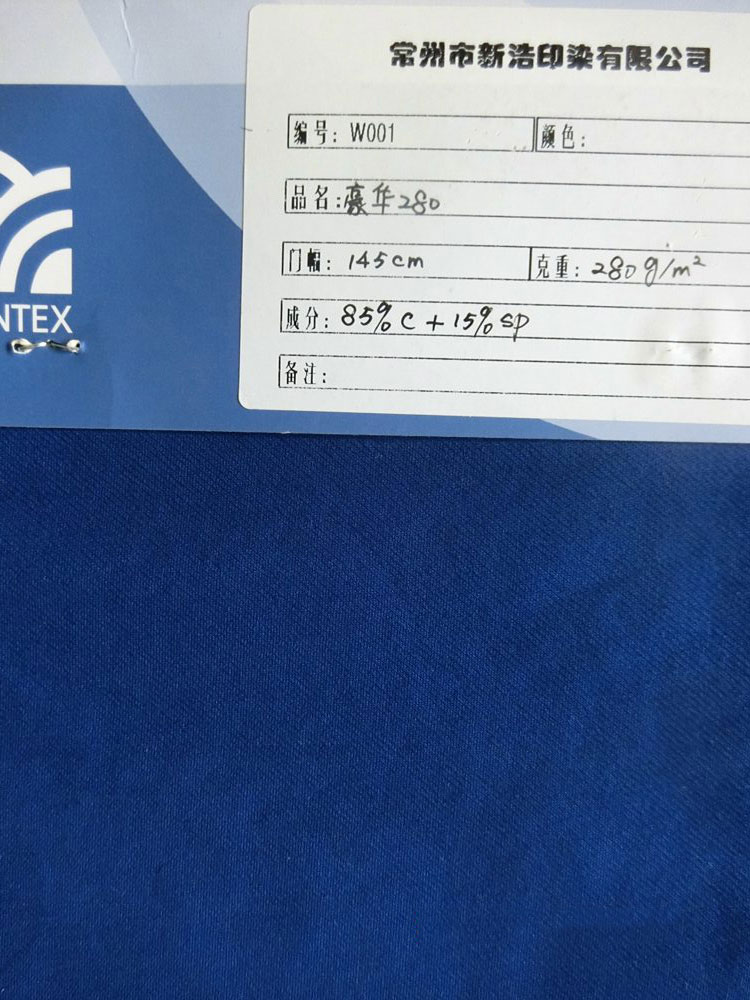 常州市新浩印染有限公司
编号: W001 颜色:
品名: 豪华280
门幅: 145cm 克重: 280g/m²
NTEX
成分: 85%C+15%SP
备注: